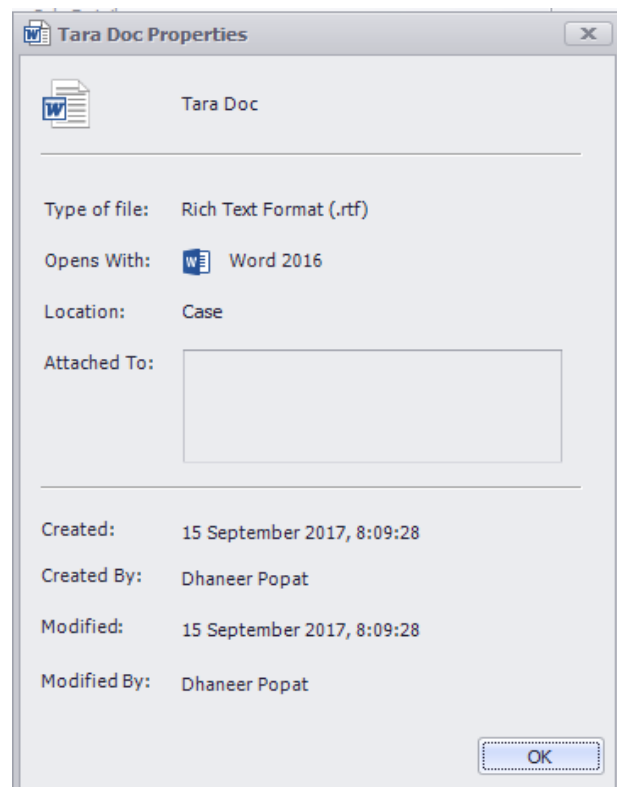 Tara Doc Properties
Tara Doc
Type of file: Rich Text Format (.rtf)
Opens With: Word 2016
Location: Case
Attached To:
Created: 15 September 2017, 8:09:28
Created By: Dhaneer Popat
Modified: 15 September 2017, 8:09:28
Modified By: Dhaneer Popat
OK